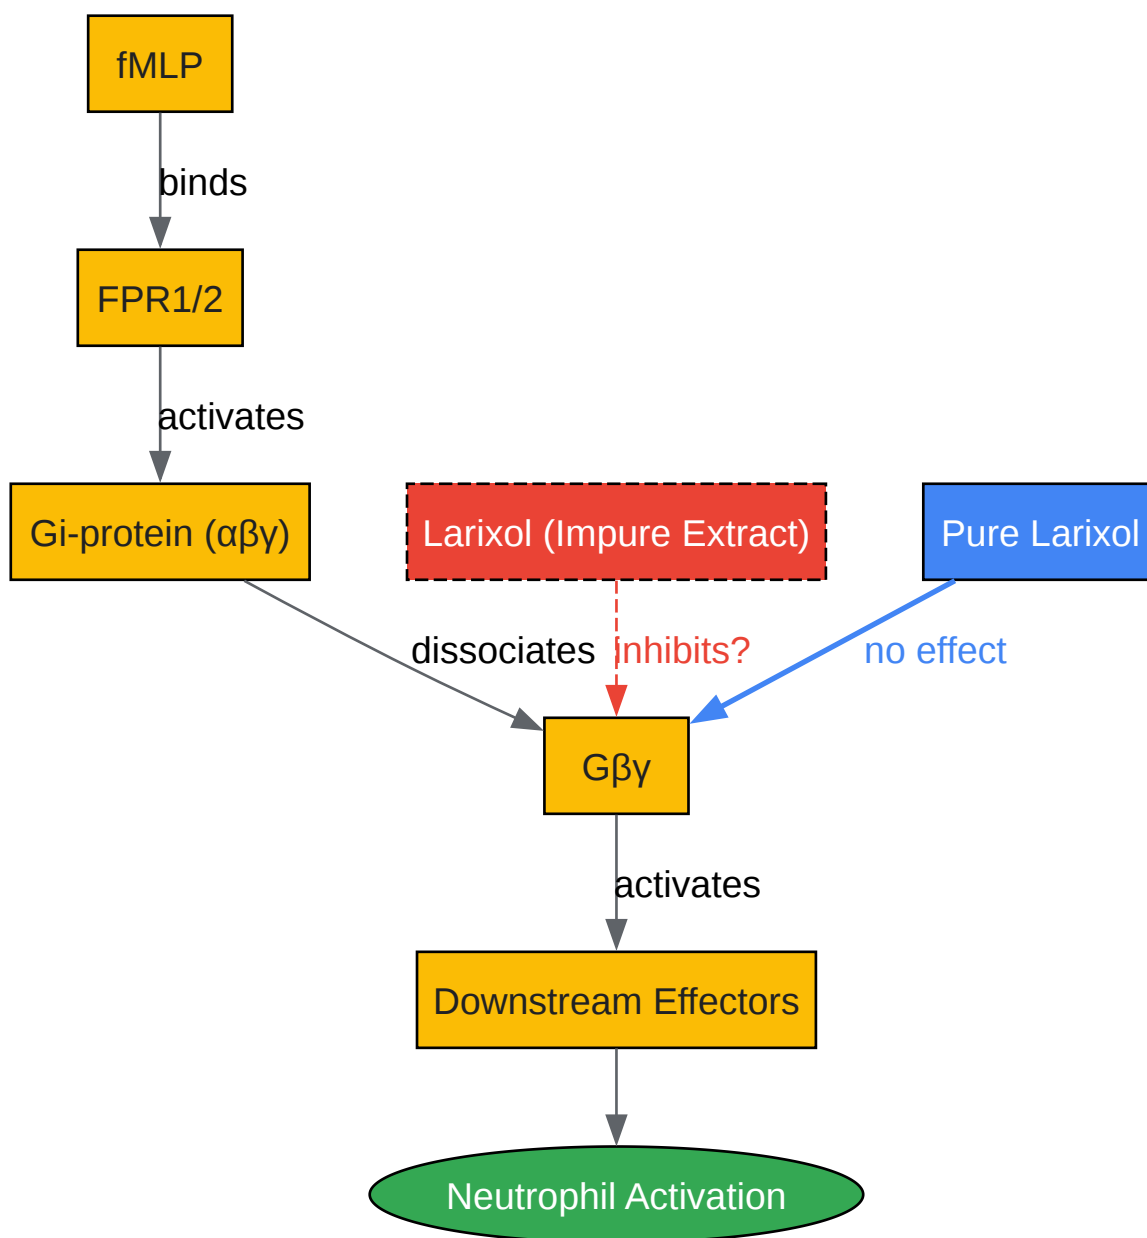 fMLP
binds
FPR1/2
activates
Gi-protein (αβγ)
Larixol (Impure Extract)
Pure Larixol
dissociates
inhibits?
no effect
Gβγ
activates
Downstream Effectors
Neutrophil Activation